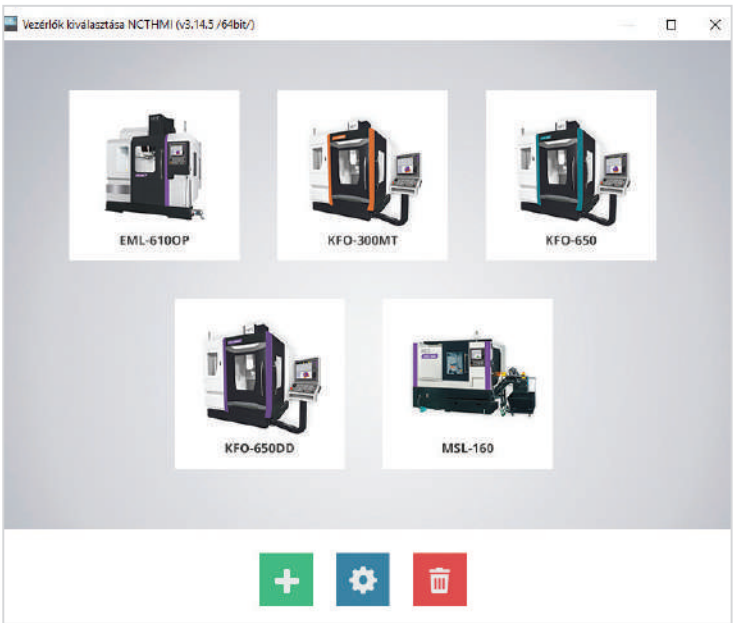 Vezérlők kiválasztása NCTHMI (v3.14.5 /64bit/)
EML-610OP
KFO-300MT
KFO-650
KFO-650DD
MSL-160